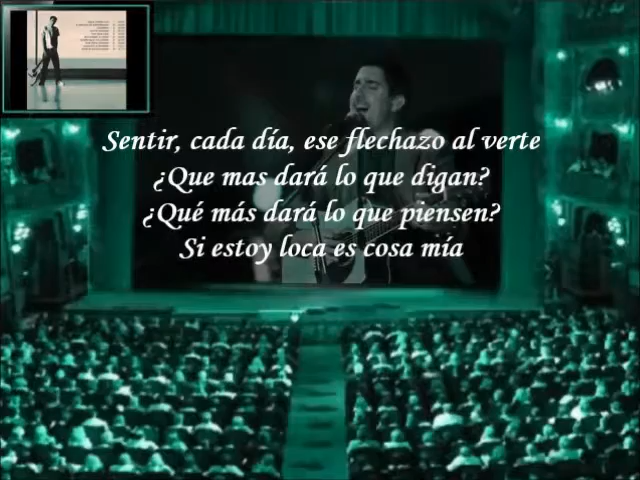 Sentir, cada día, ese flechazo al verte
¿Que mas dará lo que digan?
¿Qué más dará lo que piensen?
Si estoy loca es cosa mía